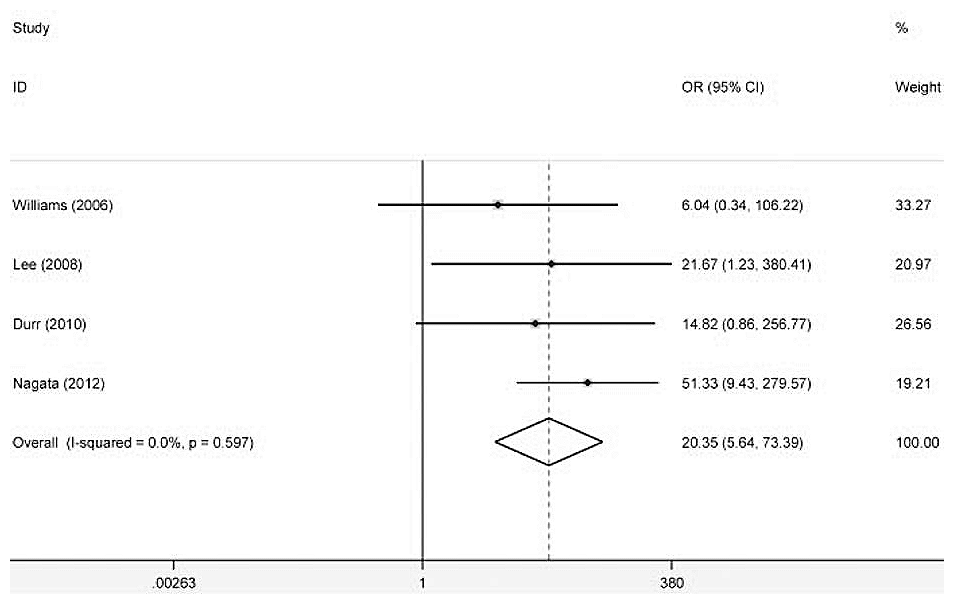 Study %
ID OR (95% CI) Weight
Williams (2006) 6.04 (0.34, 106.22) 33.27
Lee (2008) 21.67 (1.23, 380.41) 20.97
Durr (2010) 14.82 (0.86, 256.77) 26.56
Nagata (2012) 51.33 (9.43, 279.57) 19.21
Overall (I-squared = 0.0%, p = 0.597) 20.35 (5.64, 73.39) 100.00
.00263 1 380